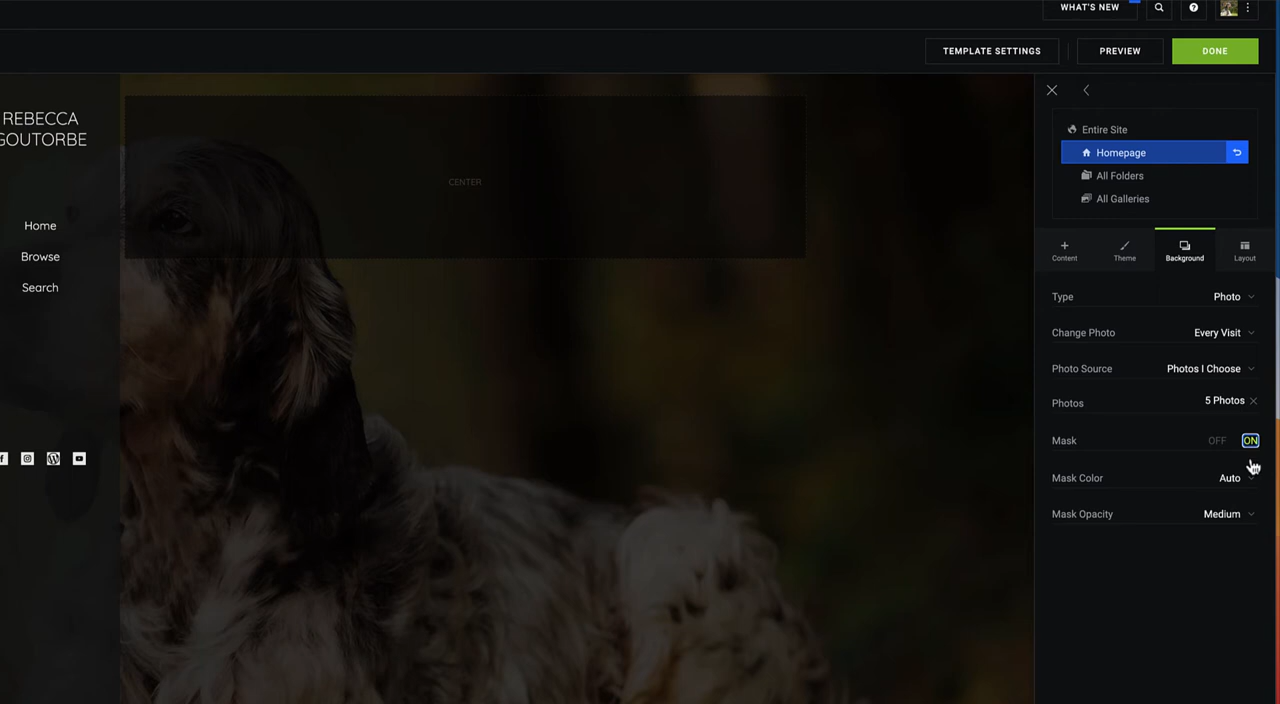 WHAT'S NEW
TEMPLATE SETTINGS
PREVIEW
DONE
REBECCA
GOUTORBE
Home
Browse
Search
CENTER
Entire Site
Homepage
All Folders
All Galleries
Content
Theme
Background
Layout
Type
Photo
Change Photo
Every Visit
Photo Source
Photos I Choose
Photos
5 Photos
Mask
OFF
ON
Mask Color
Auto
Mask Opacity
Medium